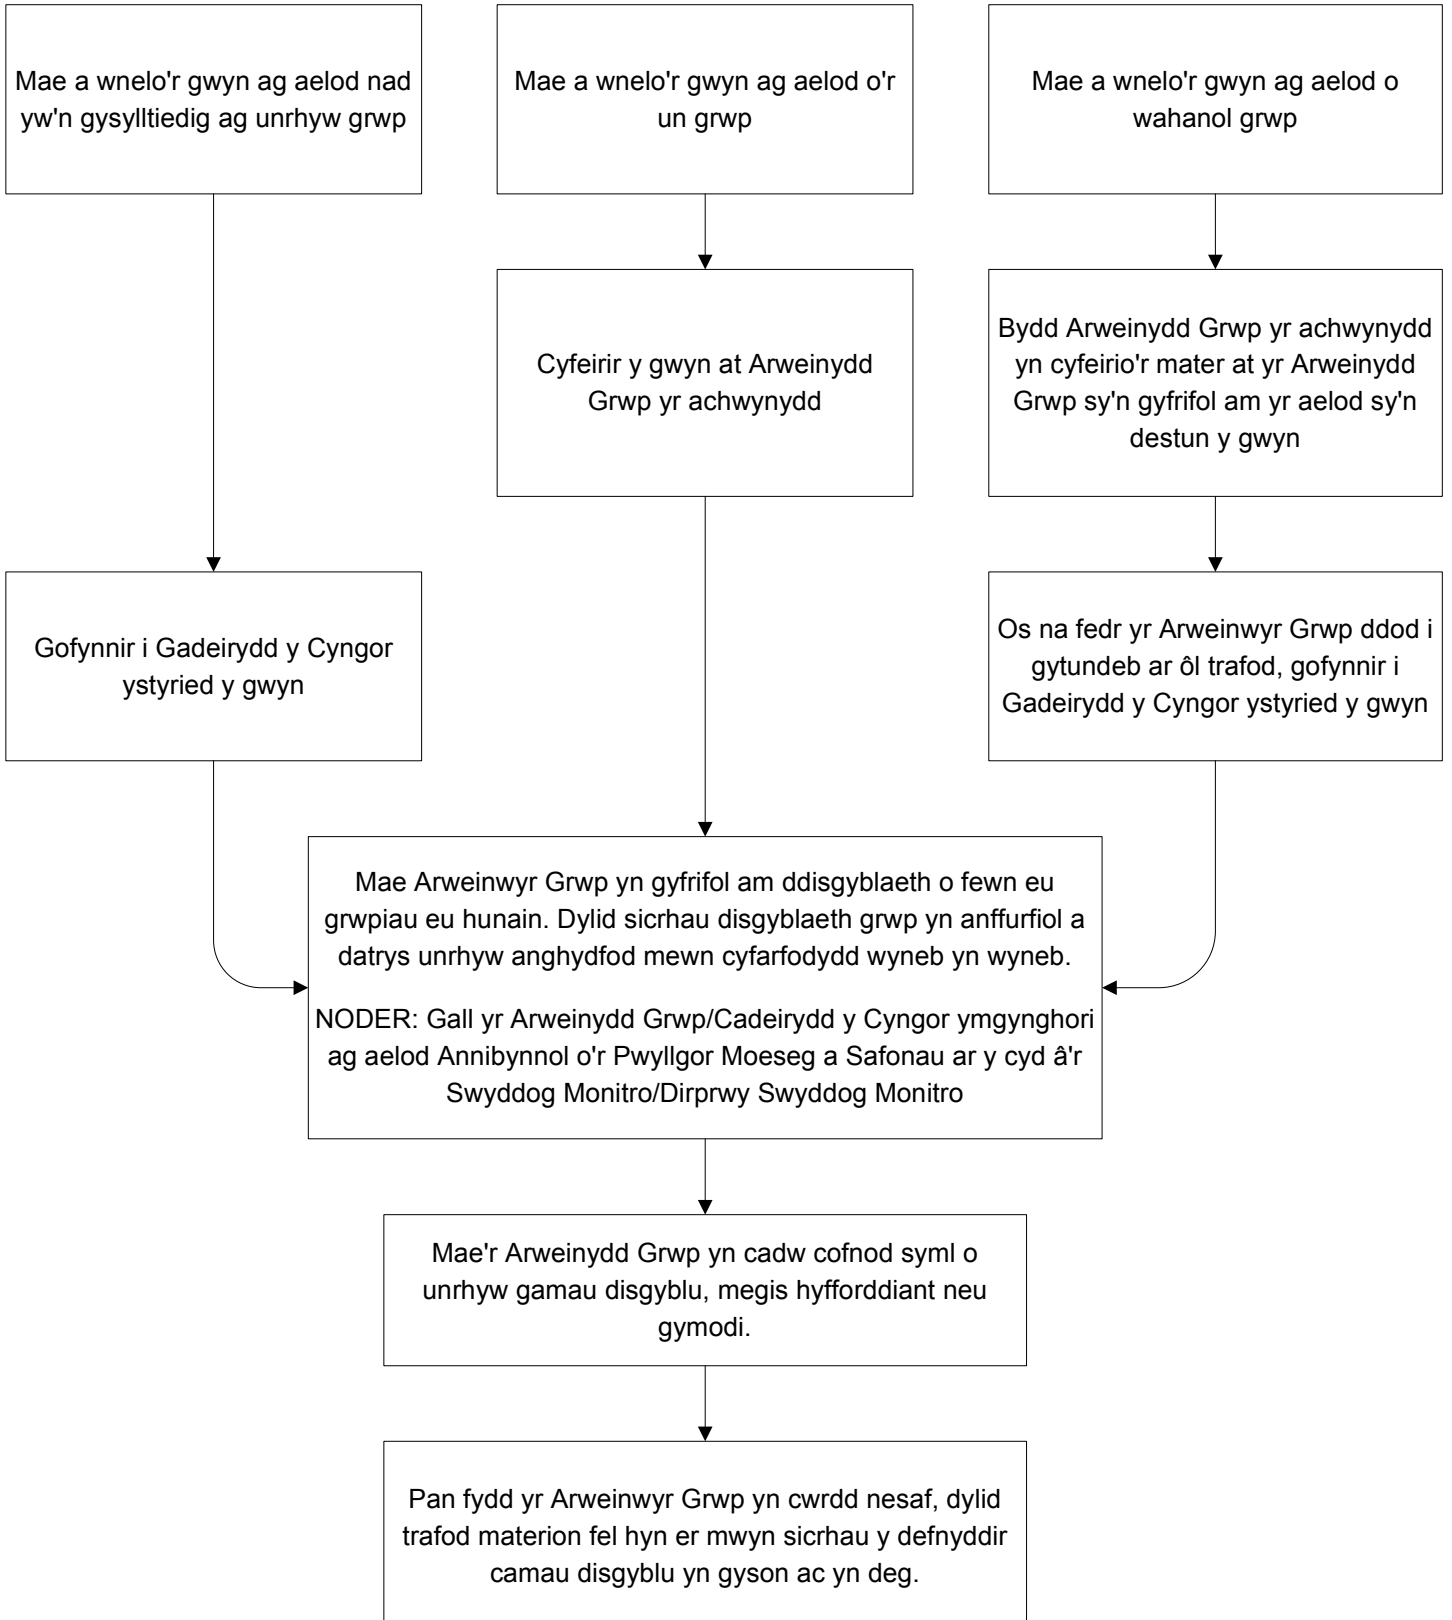 Mae a wnelo'r gwyn ag aelod nad
yw'n gysylltiedig ag unrhyw grwp
Mae a wnelo'r gwyn ag aelod o'r
un grwp
Mae a wnelo'r gwyn ag aelod o
wahanol grwp
Cyfeirir y gwyn at Arweinydd
Grwp yr achwynydd
Bydd Arweinydd Grwp yr achwynydd
yn cyfeirio'r mater at yr Arweinydd
Grwp sy'n gyfrifol am yr aelod sy'n
destun y gwyn
Gofynnir i Gadeirydd y Cyngor
ystyried y gwyn
Os na fedr yr Arweinwyr Grwp ddod i
gytundeb ar ôl trafod, gofynnir i
Gadeirydd y Cyngor ystyried y gwyn
Mae Arweinwyr Grwp yn gyfrifol am ddisgyblaeth o fewn eu
grwpiau eu hunain. Dylid sicrhau disgyblaeth grwp yn anffurfiol a
datrys unrhyw anghydfod mewn cyfarfodydd wyneb yn wyneb.
NODER: Gall yr Arweinydd Grwp/Cadeirydd y Cyngor ymgynghori
ag aelod Annibynnol o'r Pwyllgor Moeseg a Safonau ar y cyd â'r
Swyddog Monitro/Dirprwy Swyddog Monitro
Mae'r Arweinydd Grwp yn cadw cofnod syml o
unrhyw gamau disgyblu, megis hyfforddiant neu
gymodi.
Pan fydd yr Arweinwyr Grwp yn cwrdd nesaf, dylid
trafod materion fel hyn er mwyn sicrhau y defnyddir
camau disgyblu yn gyson ac yn deg.